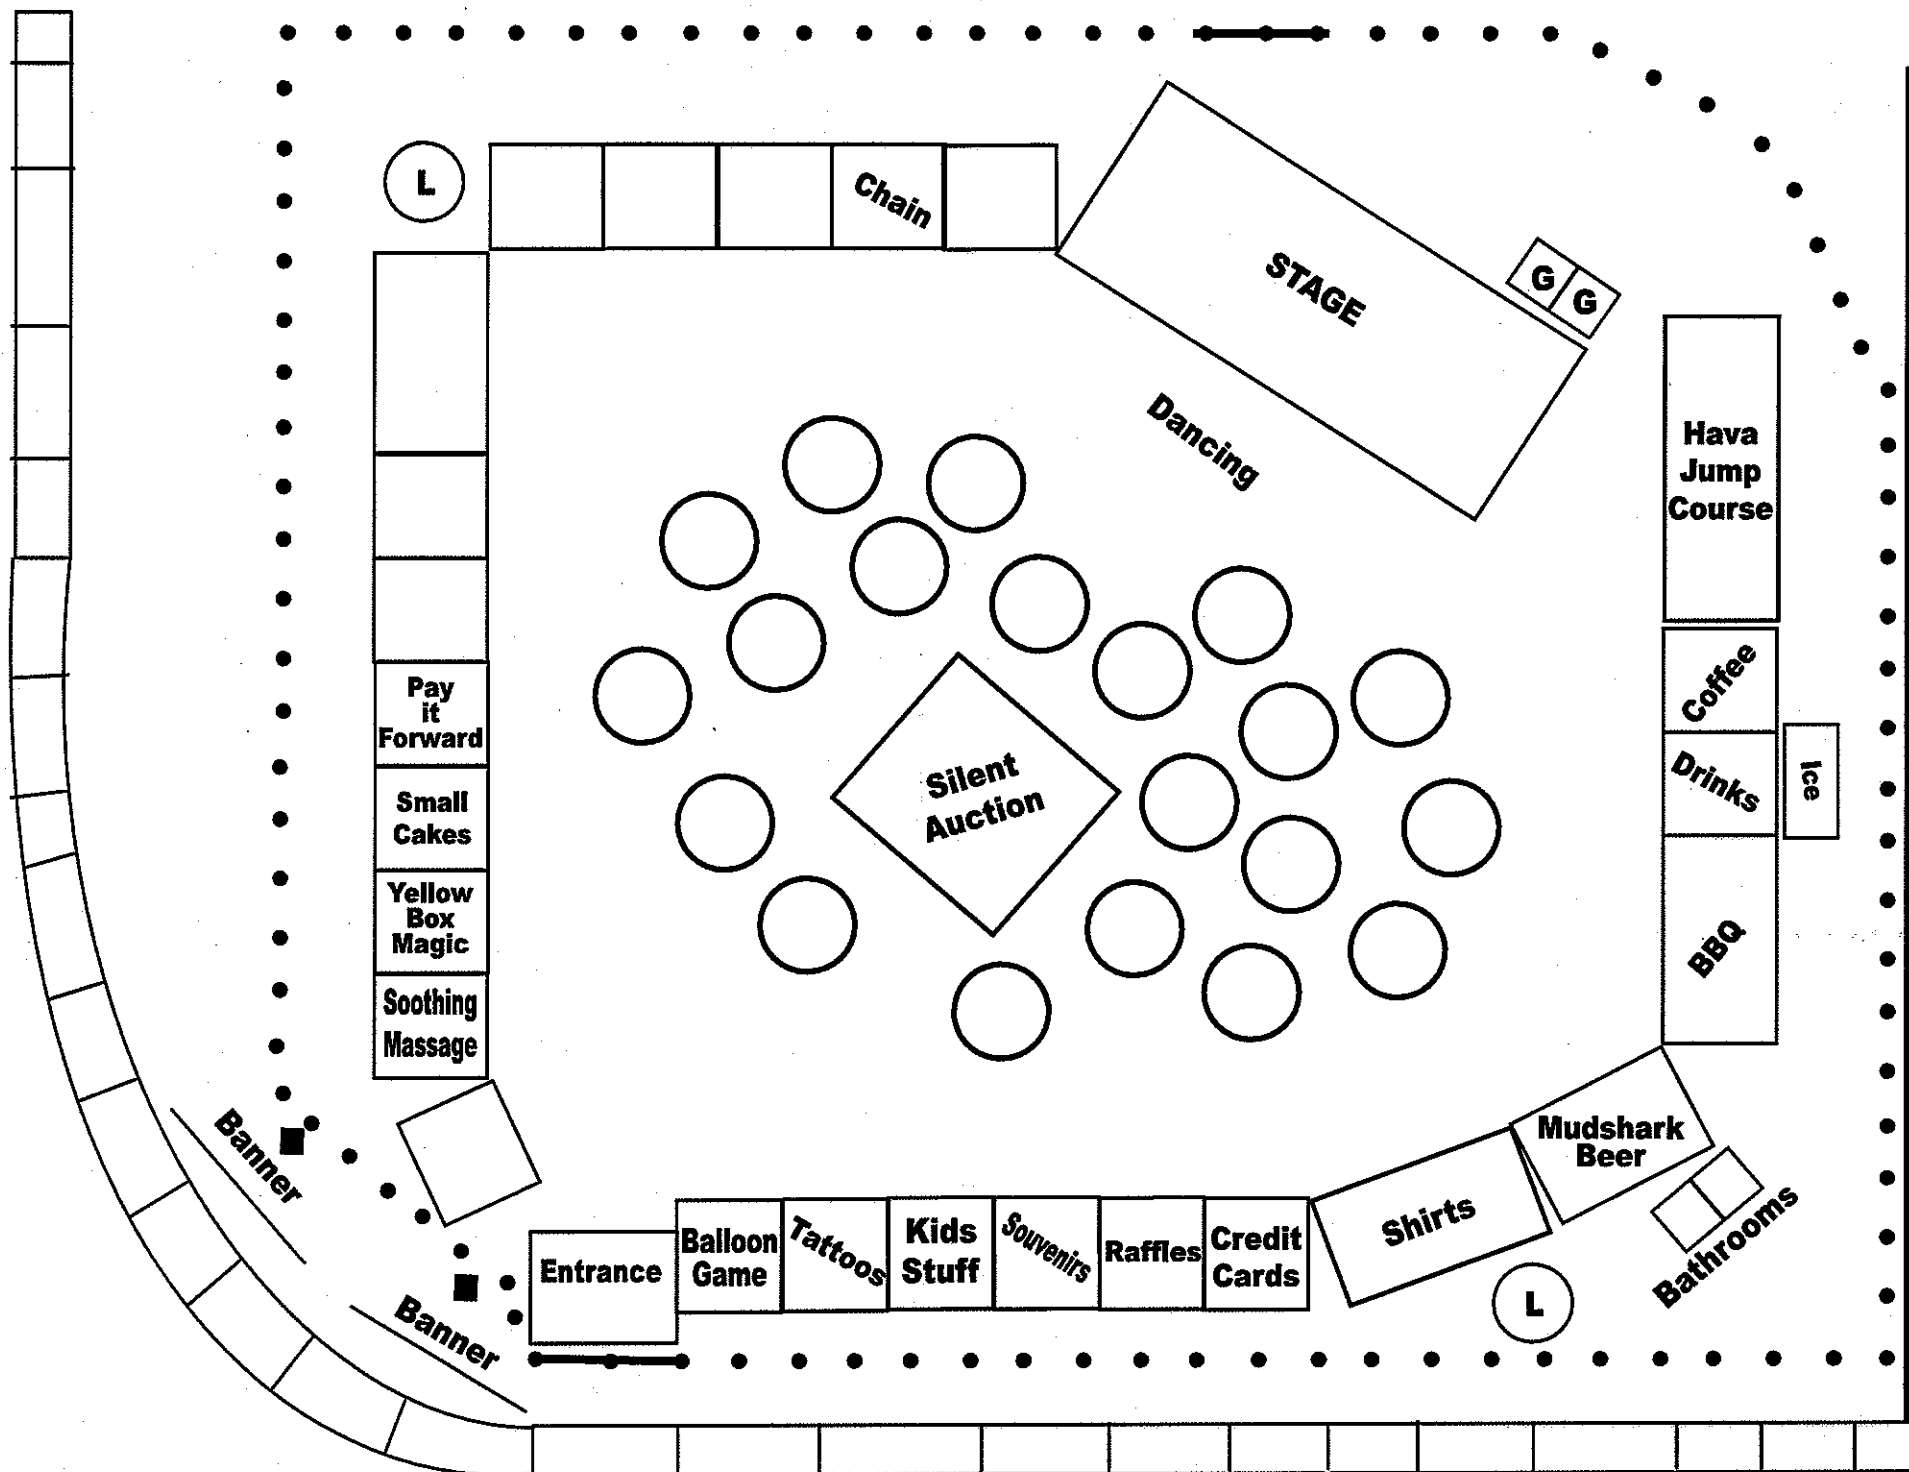 L
Chain
STAGE
G
G
Dancing
Hava
Jump
Course
Coffee
Drinks
Ice
BBQ
Pay
it
Forward
Small
Cakes
Yellow
Box
Magic
Soothing
Massage
Silent
Auction
Banner
Banner
Entrance
Balloon
Game
Tattoos
Kids
Stuff
Souvenirs
Raffles
Credit
Cards
Shirts
Mudshark
Beer
L
Bathrooms